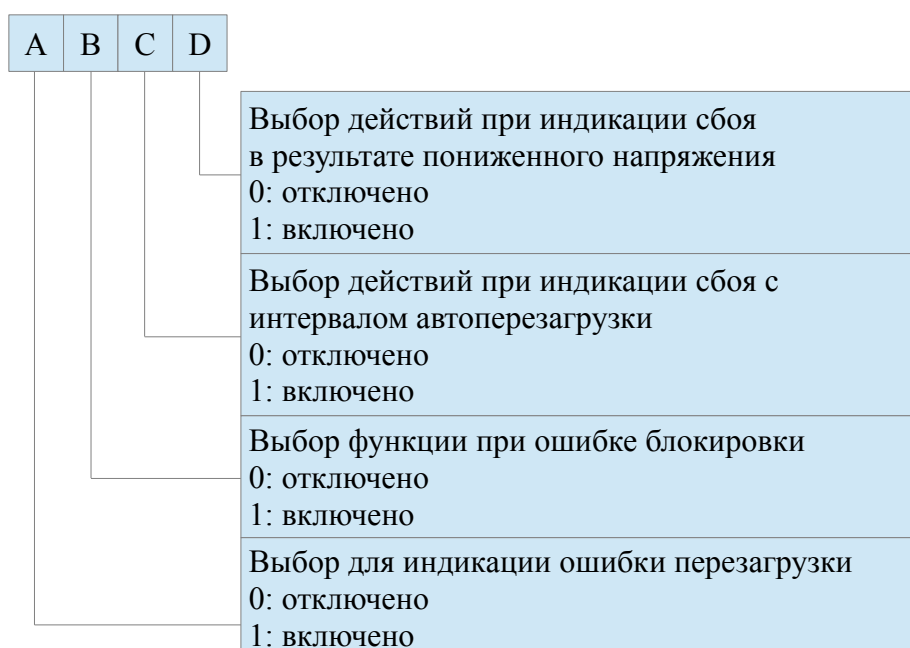 A B C D
Выбор действий при индикации сбоя
в результате пониженного напряжения
0: отключено
1: включено
Выбор действий при индикации сбоя с
интервалом автоперезагрузки
0: отключено
1: включено
Выбор функции при ошибке блокировки
0: отключено
1: включено
Выбор для индикации ошибки перезагрузки
0: отключено
1: включено